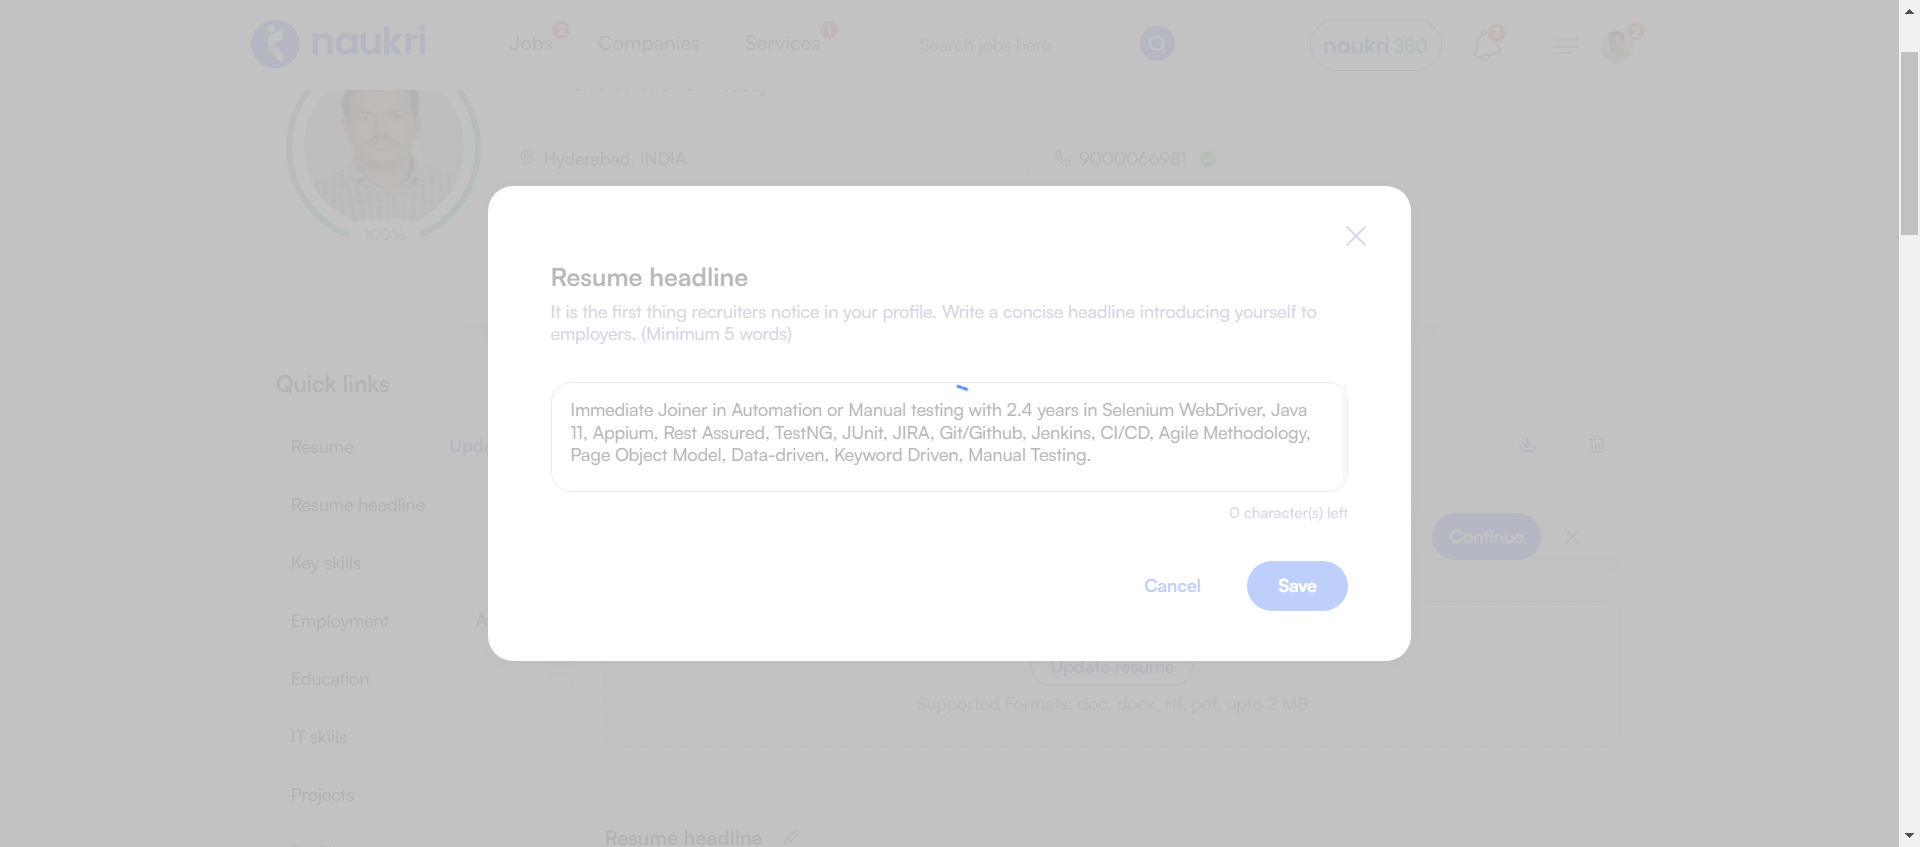 naukri
Jobs 2
Companies
Services 1
Search jobs here
naukri 360
3
2
Hyderabad, INDIA
9000066981
100%
Resume headline
It is the first thing recruiters notice in your profile. Write a concise headline introducing yourself to
employers. (Minimum 5 words)
Immediate Joiner in Automation or Manual testing with 2.4 years in Selenium WebDriver, Java
11, Appium, Rest Assured, TestNG, JUnit, JIRA, Git/Github, Jenkins, CI/CD, Agile Methodology,
Page Object Model, Data-driven, Keyword Driven, Manual Testing.
0 character(s) left
Cancel
Save
Quick links
Resume
Resume headline
Key skills
Employment
Education
IT skills
Projects
Continue
Update resume
Supported Formats: doc, docx, rtf, pdf, upto 2 MB
Resume headline